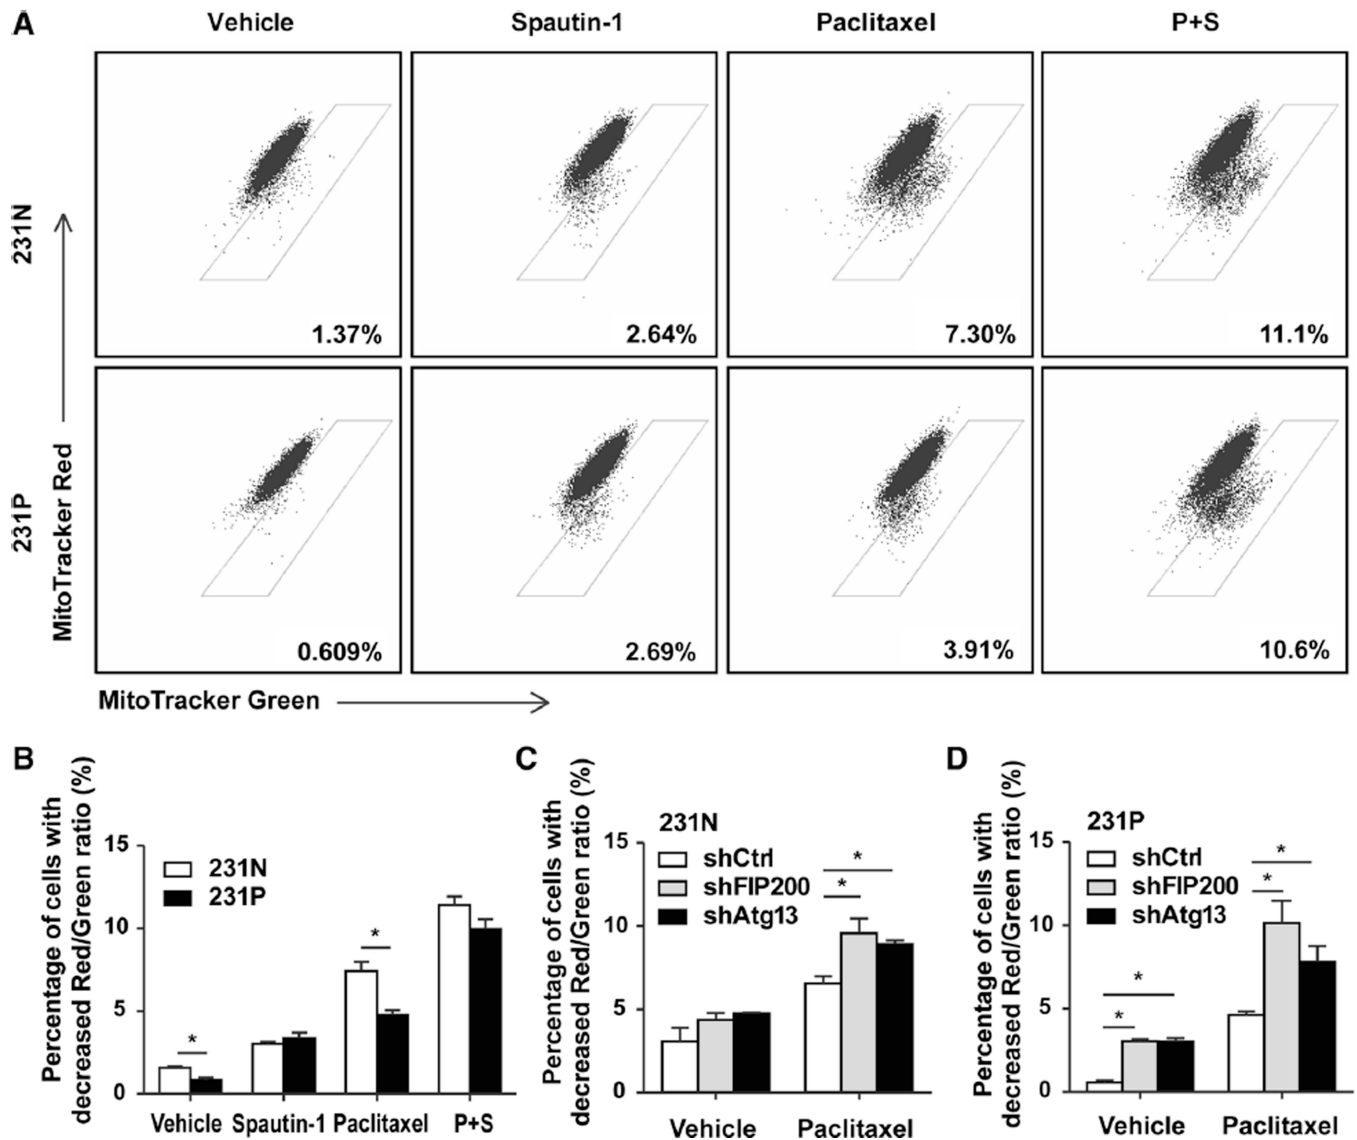 A
Vehicle Spautin-1 Paclitaxel P+S
231N
1.37% 2.64% 7.30% 11.1%
231P
0.609% 2.69% 3.91% 10.6%
MitoTracker Red
MitoTracker Green
B
Percentage of cells with
decreased Red/Green ratio (%)
15
10
5
0
231N
231P
*
*
Vehicle Spautin-1 Paclitaxel P+S
C
Percentage of cells with
decreased Red/Green ratio (%)
231N
15
10
5
0
shCtrl
shFIP200
shAtg13
*
*
Vehicle Paclitaxel
D
Percentage of cells with
decreased Red/Green ratio (%)
231P
15
10
5
0
shCtrl
shFIP200
shAtg13
*
*
*
*
Vehicle Paclitaxel